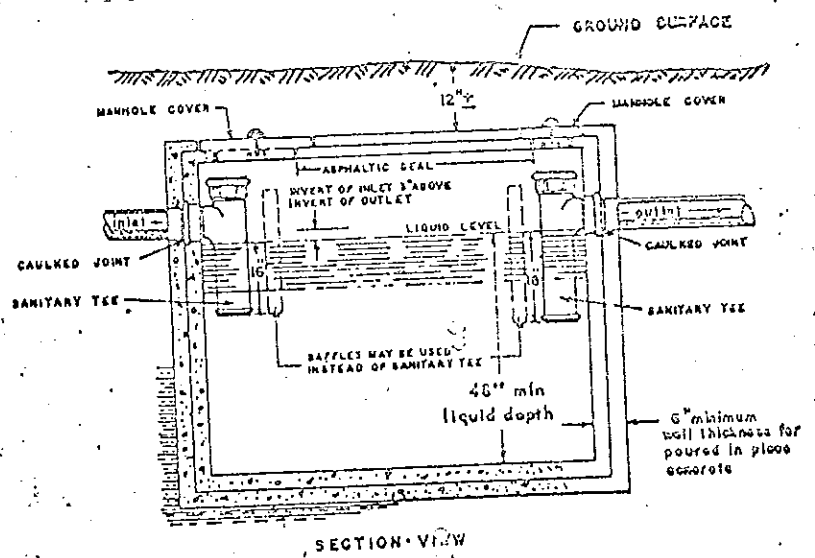 GROUND SURFACE
12"±
MANHOLE COVER
MANHOLE COVER
ASPHALTIC SEAL
INVERT OF INLET 3" ABOVE
INVERT OF OUTLET
inlet
LIQUID LEVEL
outlet
CAULKED JOINT
CAULKED JOINT
16"
18"
SANITARY TEE
SANITARY TEE
BAFFLES MAY BE USED
INSTEAD OF SANITARY TEE
48" min
liquid depth
6" minimum
wall thickness for
poured in place
concrete
SECTION VIEW